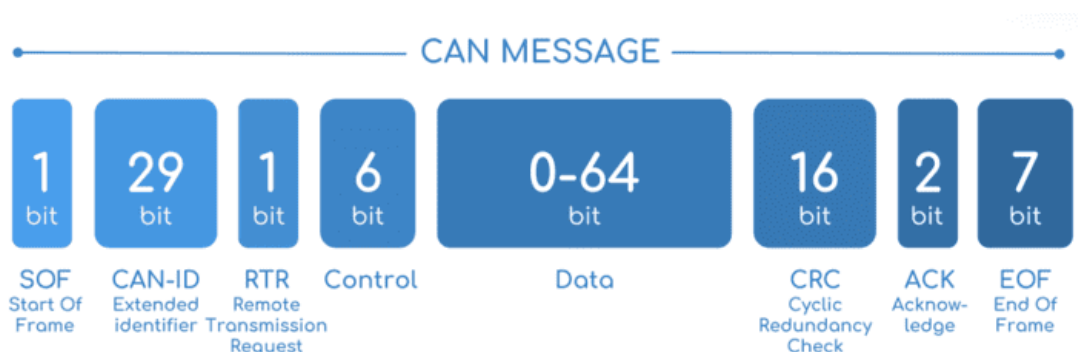 CAN MESSAGE
1 29 1 6 0-64 16 2 7
bit bit bit bit bit bit bit bit
SOF CAN-ID RTR Control Data CRC ACK EOF
Start Of Extended Remote Cyclic Acknow- End Of
Frame identifier Transmission Redundancy ledge Frame
Request Check